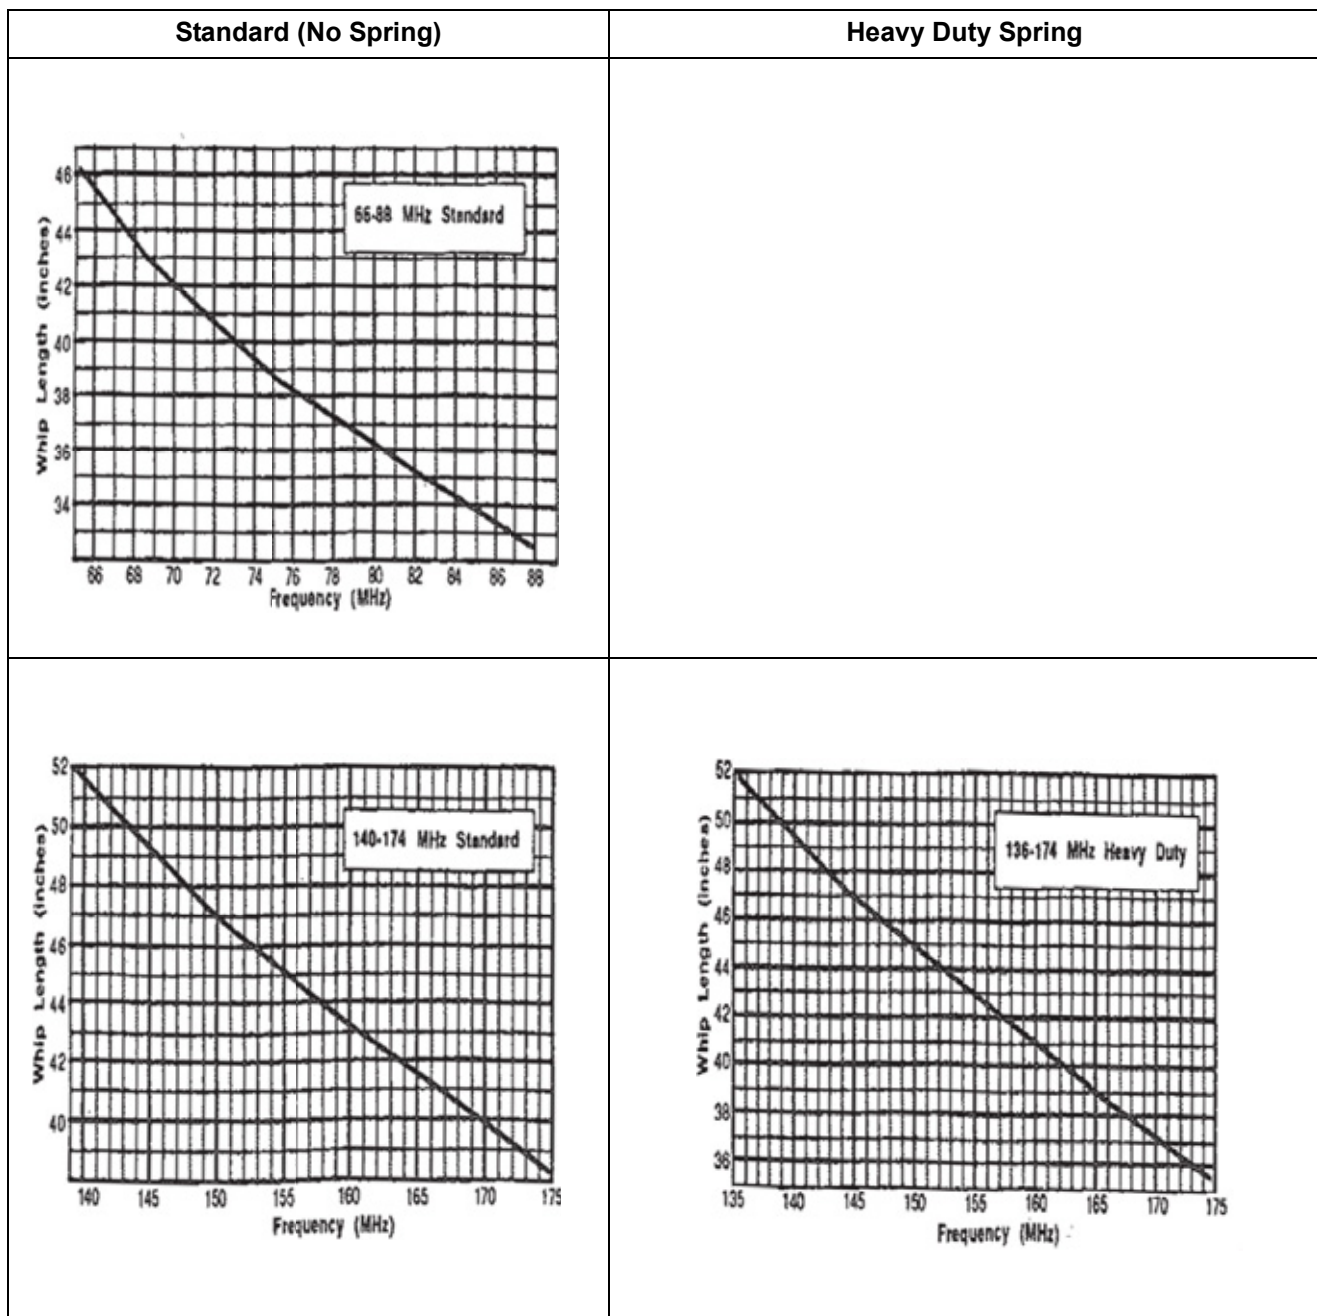 Standard (No Spring)
Heavy Duty Spring
66-88 MHz Standard
Whip Length (inches)
46
44
42
40
38
36
34
66 68 70 72 74 76 78 80 82 84 86 88
Frequency (MHz)
140-174 MHz Standard
Whip Length (inches)
52
50
48
46
44
42
40
140 145 150 155 160 165 170 175
Frequency (MHz)
136-174 MHz Heavy Duty
Whip Length (inches)
52
50
48
46
44
42
40
38
36
135 140 145 150 155 160 165 170 175
Frequency (MHz)